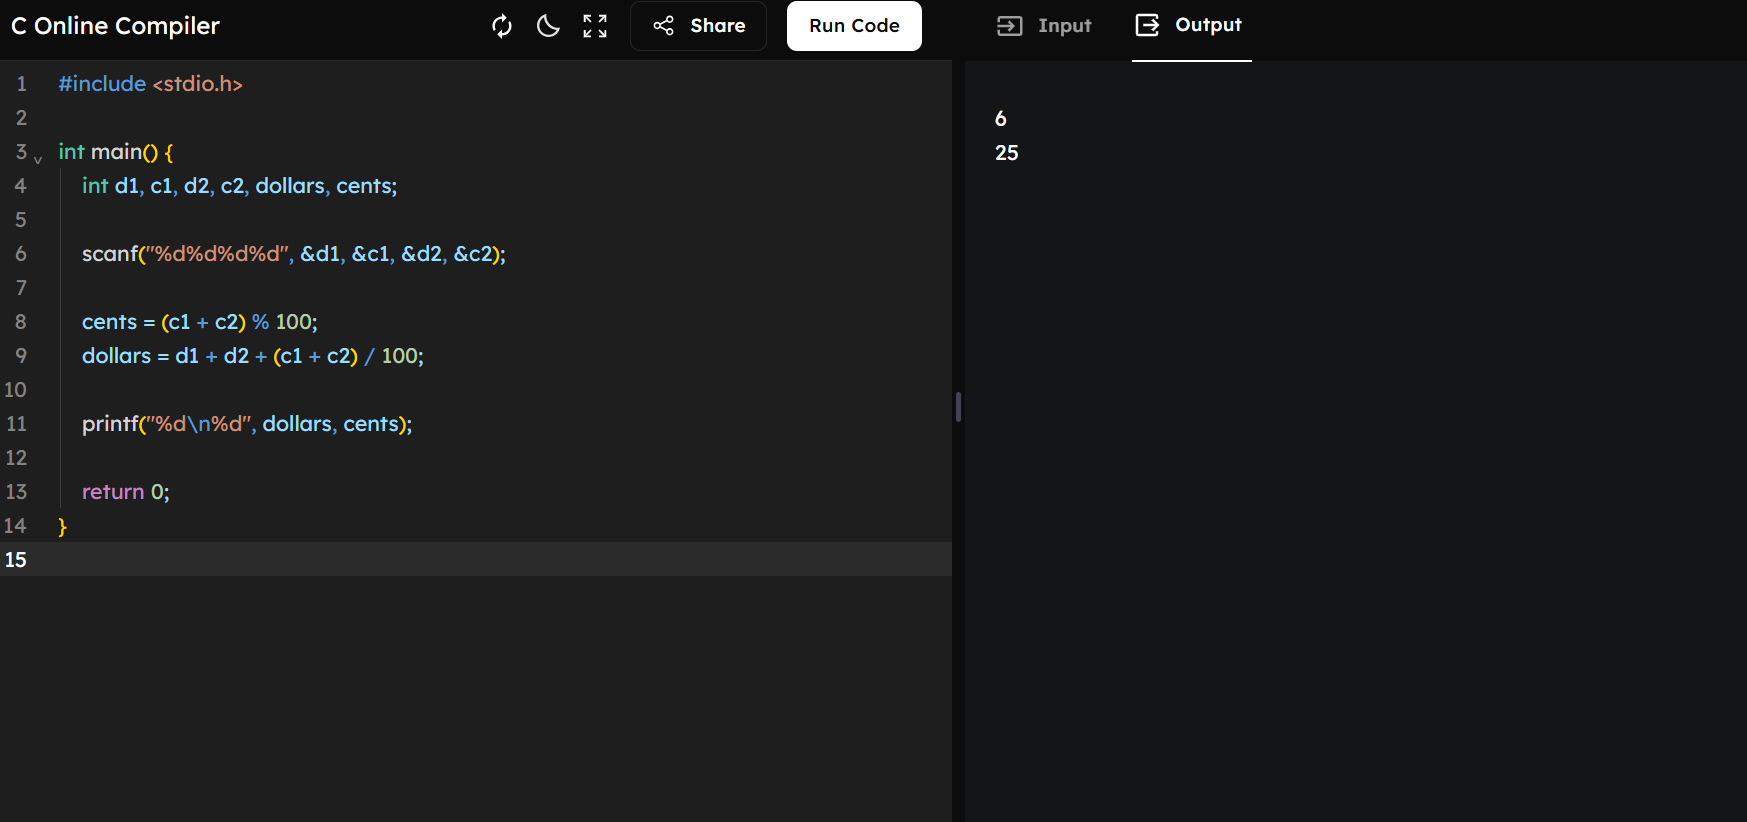 C Online Compiler
Share
Run Code
Input
Output
1 #include <stdio.h>
2
3 int main() {
4     int d1, c1, d2, c2, dollars, cents;
5
6     scanf("%d%d%d%d", &d1, &c1, &d2, &c2);
7
8     cents = (c1 + c2) % 100;
9     dollars = d1 + d2 + (c1 + c2) / 100;
10
11     printf("%d\n%d", dollars, cents);
12
13     return 0;
14 }
15
6
25